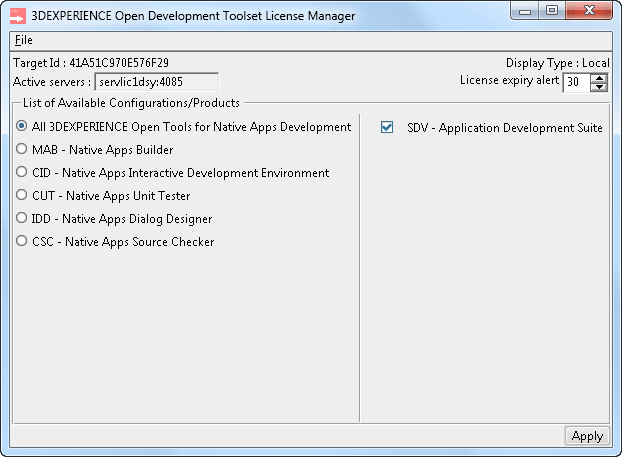 3DEXPERIENCE Open Development Toolset License Manager
File
Target Id : 41A51C970E576F29
Display Type : Local
Active servers : servlic1dsy:4085
License expiry alert 30
List of Available Configurations/Products
All 3DEXPERIENCE Open Tools for Native Apps Development
MAB - Native Apps Builder
CID - Native Apps Interactive Development Environment
CUT - Native Apps Unit Tester
IDD - Native Apps Dialog Designer
CSC - Native Apps Source Checker
SDV - Application Development Suite
Apply